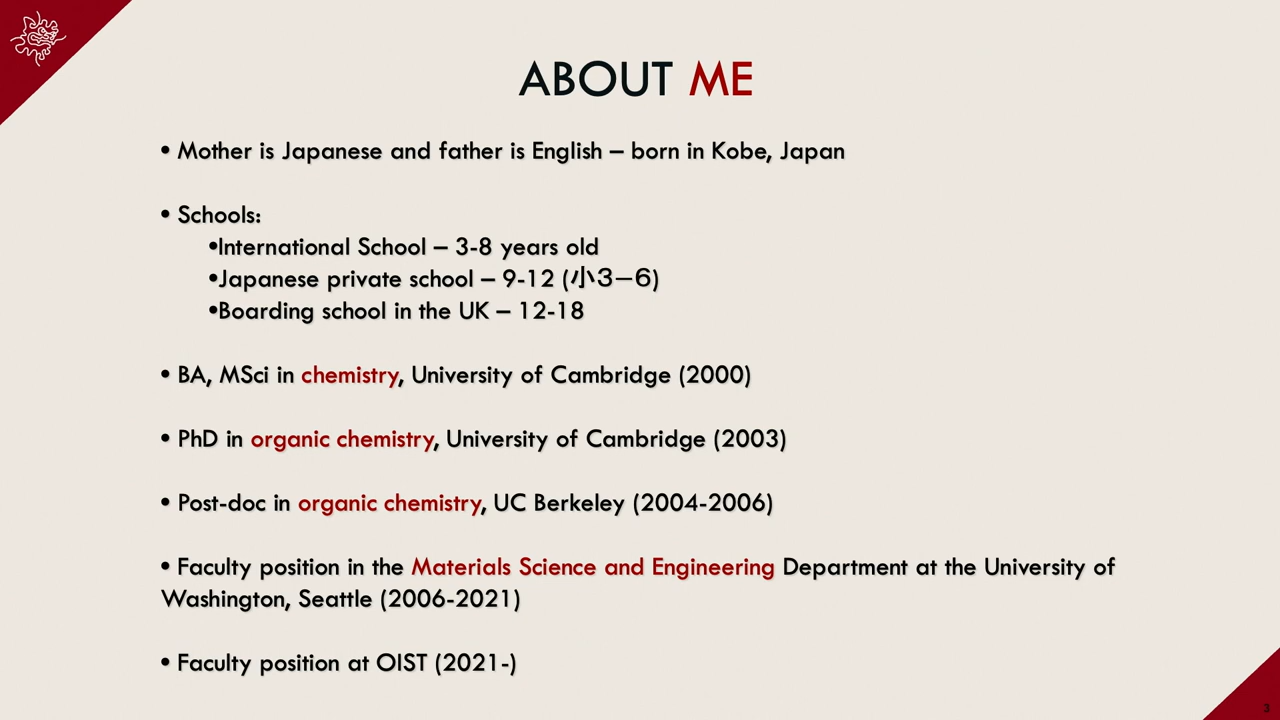 ABOUT ME
• Mother is Japanese and father is English – born in Kobe, Japan
• Schools:
•International School – 3-8 years old
•Japanese private school – 9-12 (小3−6)
•Boarding school in the UK – 12-18
• BA, MSci in chemistry, University of Cambridge (2000)
• PhD in organic chemistry, University of Cambridge (2003)
• Post-doc in organic chemistry, UC Berkeley (2004-2006)
• Faculty position in the Materials Science and Engineering Department at the University of
Washington, Seattle (2006-2021)
• Faculty position at OIST (2021-)
3